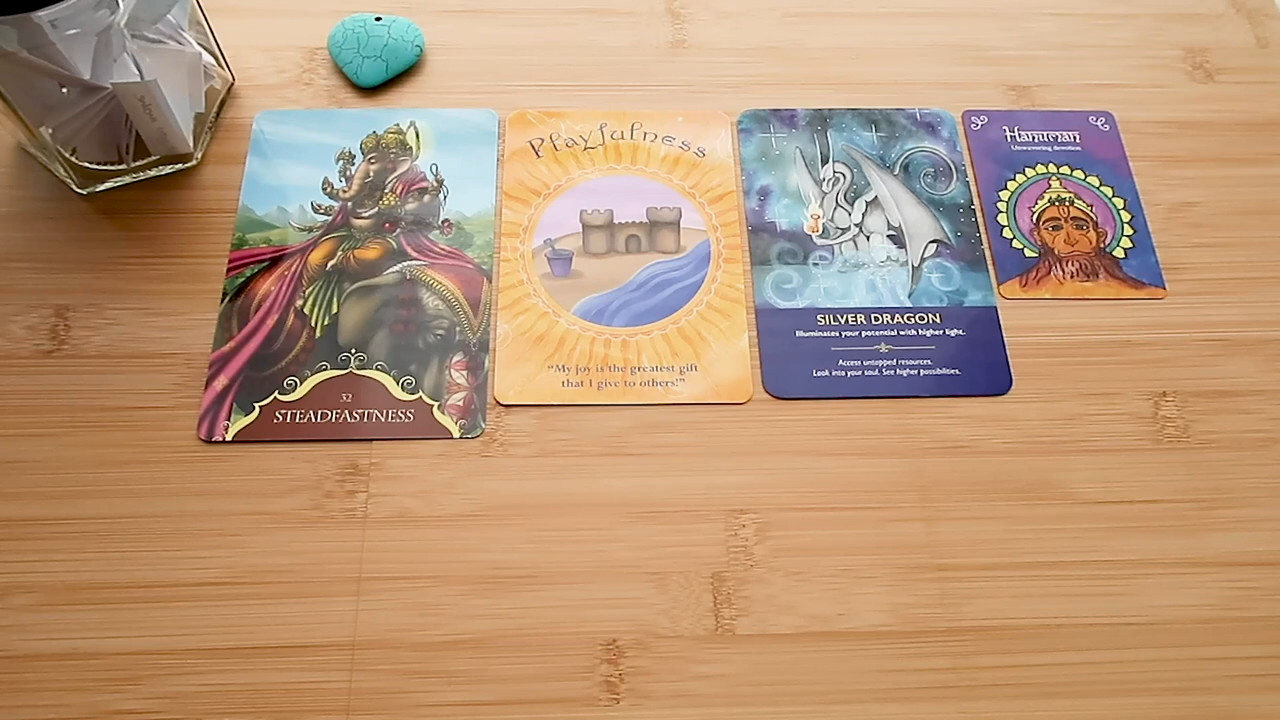 32
STEADFASTNESS
Playfulness
"My joy is the greatest gift
that I give to others!"
SILVER DRAGON
Illuminates your potential with higher light.
Access untapped resources.
Look into your soul. See higher possibilities.
Hanuman
Unwavering devotion